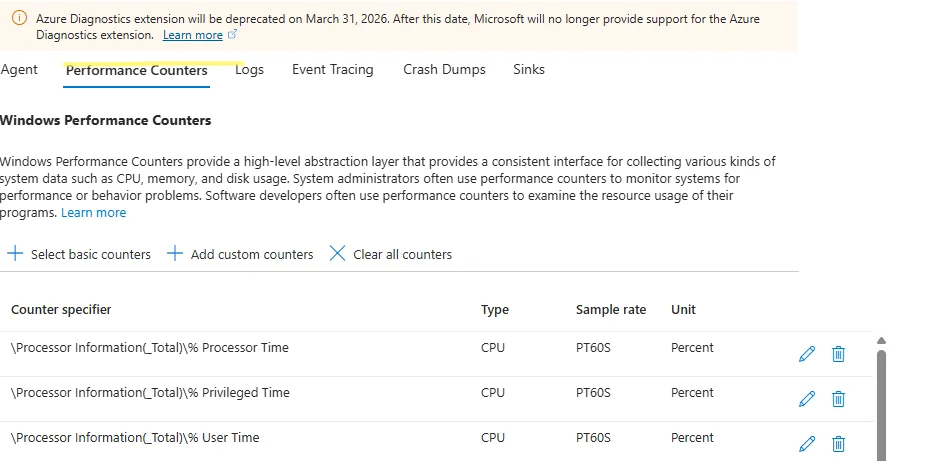 Azure Diagnostics extension will be deprecated on March 31, 2026. After this date, Microsoft will no longer provide support for the Azure
Diagnostics extension. Learn more
Agent Performance Counters Logs Event Tracing Crash Dumps Sinks
Windows Performance Counters
Windows Performance Counters provide a high-level abstraction layer that provides a consistent interface for collecting various kinds of
system data such as CPU, memory, and disk usage. System administrators often use performance counters to monitor systems for
performance or behavior problems. Software developers often use performance counters to examine the resource usage of their
programs. Learn more
Select basic counters Add custom counters Clear all counters
Counter specifier Type Sample rate Unit
\Processor Information(_Total)\% Processor Time CPU PT60S Percent
\Processor Information(_Total)\% Privileged Time CPU PT60S Percent
\Processor Information(_Total)\% User Time CPU PT60S Percent